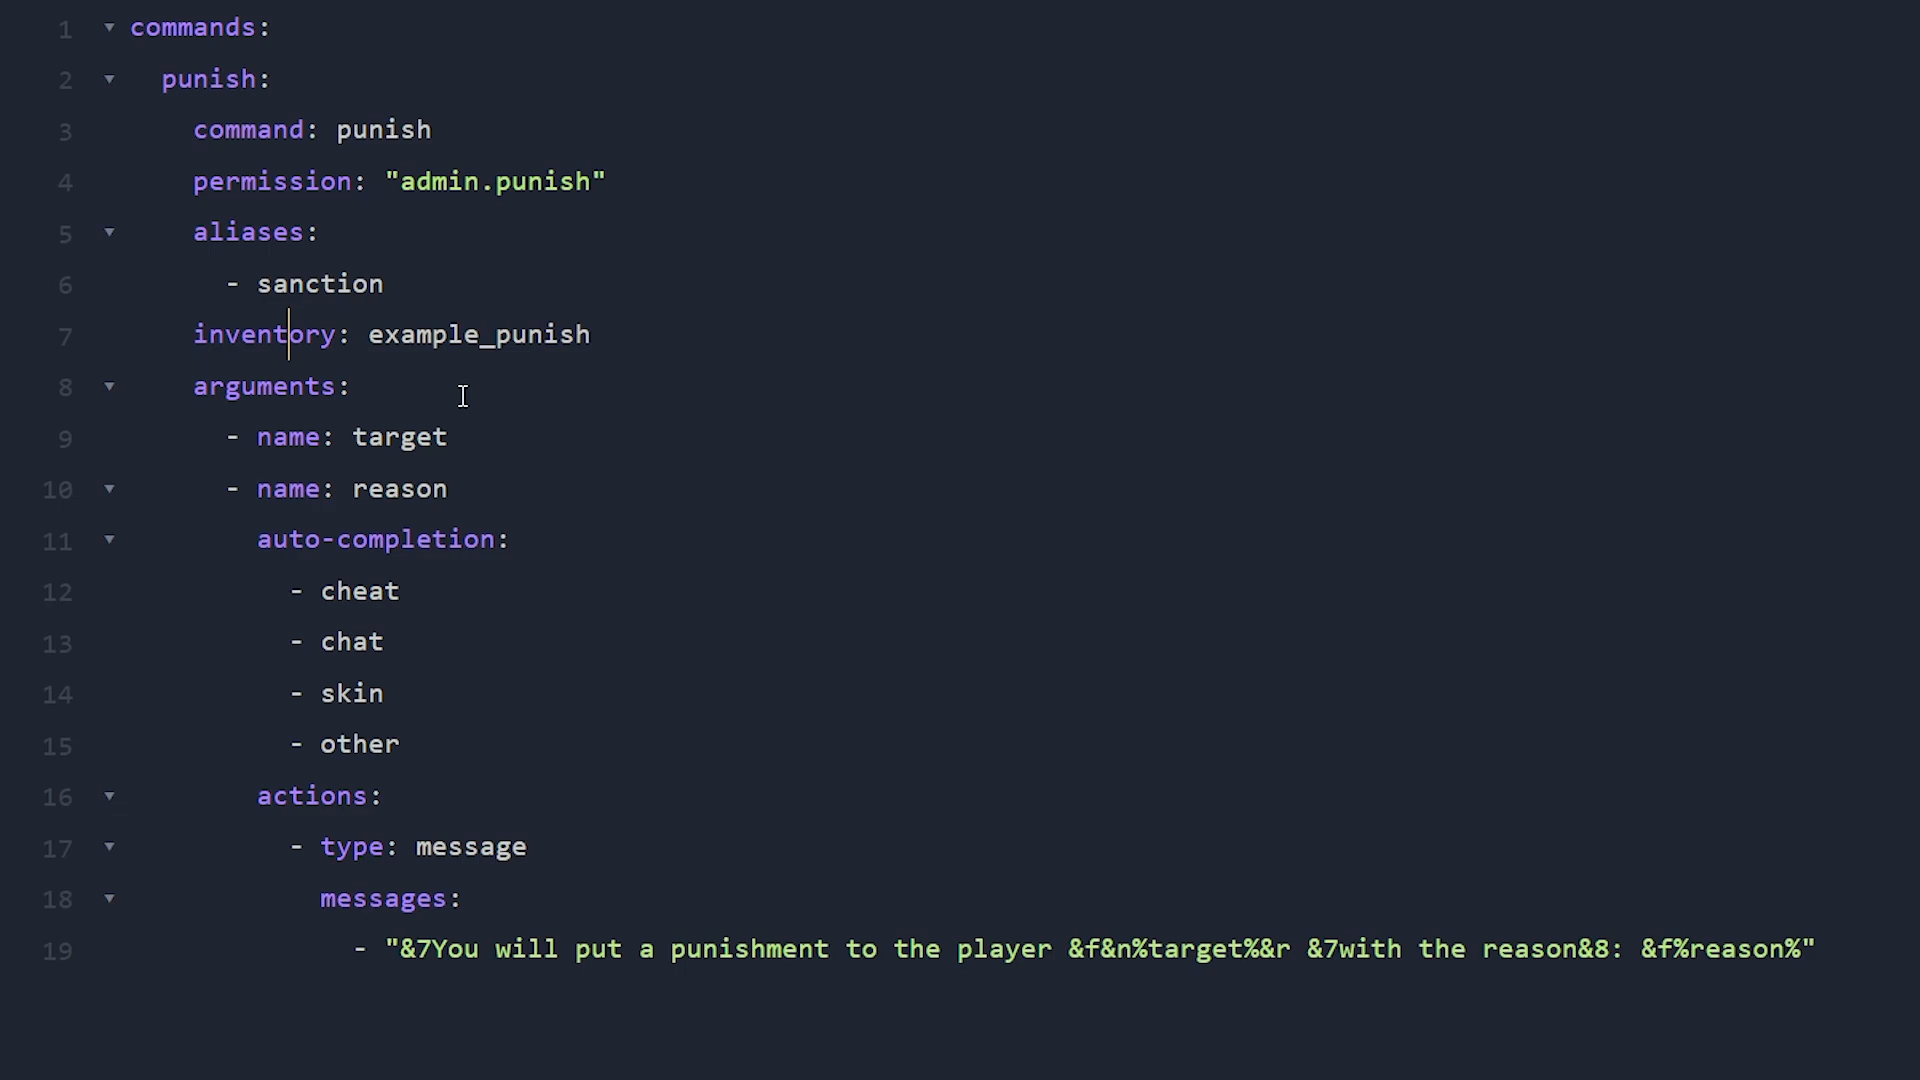 1 commands:
2 punish:
3 command: punish
4 permission: "admin.punish"
5 aliases:
6 - sanction
7 inventory: example_punish
8 arguments:
9 - name: target
10 - name: reason
11 auto-completion:
12 - cheat
13 - chat
14 - skin
15 - other
16 actions:
17 - type: message
18 messages:
19 - "&7You will put a punishment to the player &f&n%target%&r &7with the reason&8: &f%reason%"